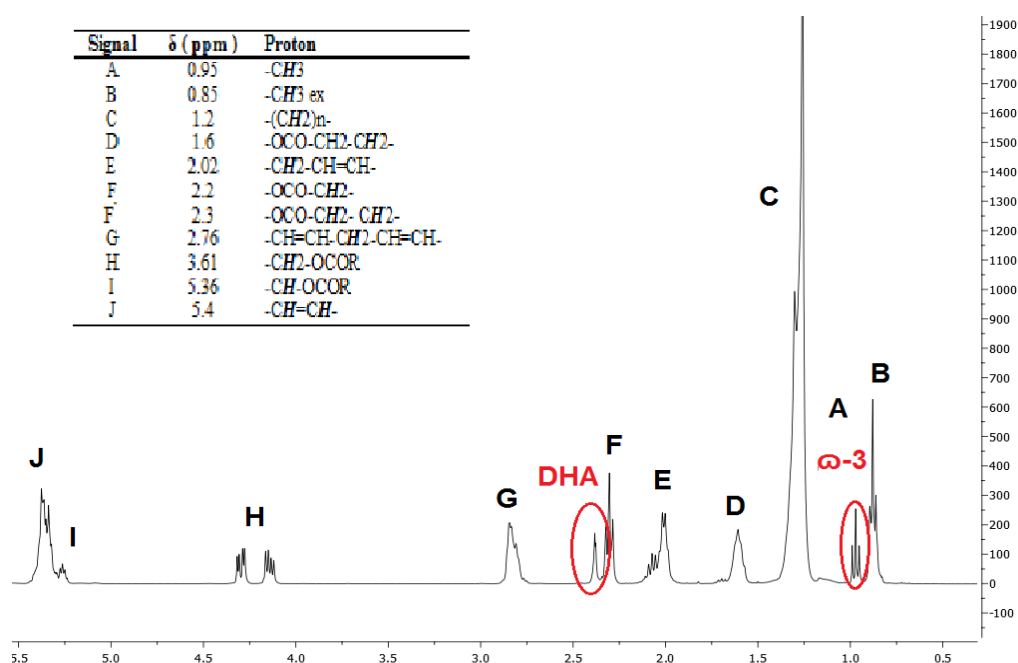 Signal δ ( ppm ) Proton
A 0.95 -CH3
B 0.85 -CH3 ex
C 1.2 -(CH2)n-
D 1.6 -OCO-CH2-CH2-
E 2.02 -CH2-CH=CH-
F 2.2 -OCO-CH2-
F' 2.3 -OCO-CH2- CH2-
G 2.76 -CH=CH-CH2-CH=CH-
H 3.61 -CH2-OCOR
I 5.36 -CH-OCOR
J 5.4 -CH=CH-
1900
1800
1700
1600
1500
1400
1300
1200
1100
1000
900
800
700
600
500
400
300
200
100
0
-100
J
I
H
G
DHA
F
E
D
C
A
ϖ-3
B
5.5 5.0 4.5 4.0 3.5 3.0 2.5 2.0 1.5 1.0 0.5